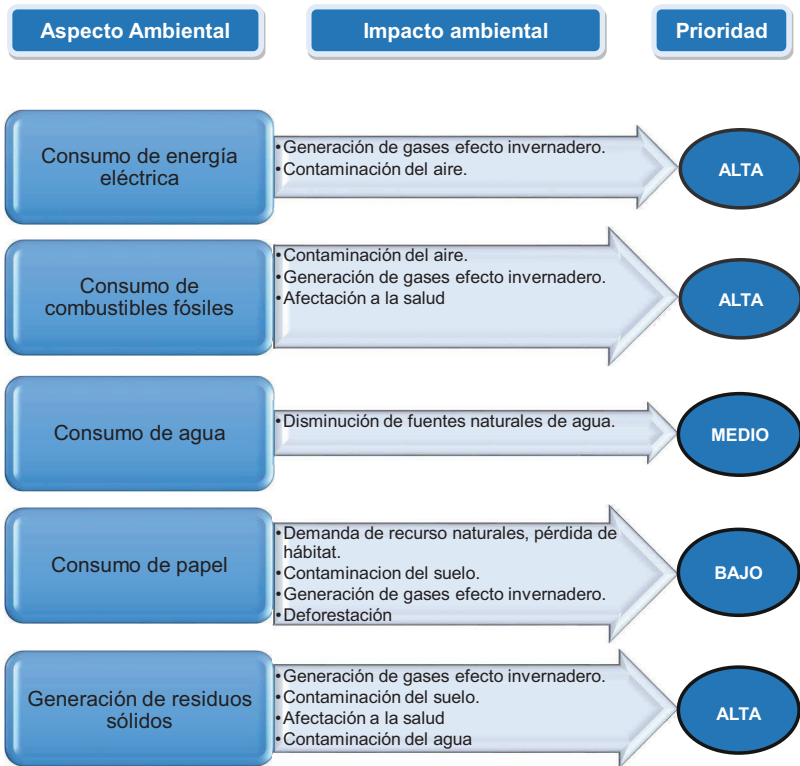 Aspecto Ambiental
Impacto ambiental
Prioridad
Consumo de energía
eléctrica
•Generación de gases efecto invernadero.
•Contaminación del aire.
ALTA
Consumo de
combustibles fósiles
•Contaminación del aire.
•Generación de gases efecto invernadero.
•Afectación a la salud
ALTA
Consumo de agua
•Disminución de fuentes naturales de agua.
MEDIO
Consumo de papel
•Demanda de recurso naturales, pérdida de
hábitat.
•Contaminacion del suelo.
•Generación de gases efecto invernadero.
•Deforestación
BAJO
Generación de residuos
sólidos
•Generación de gases efecto invernadero.
•Contaminación del suelo.
•Afectación a la salud
•Contaminación del agua
ALTA